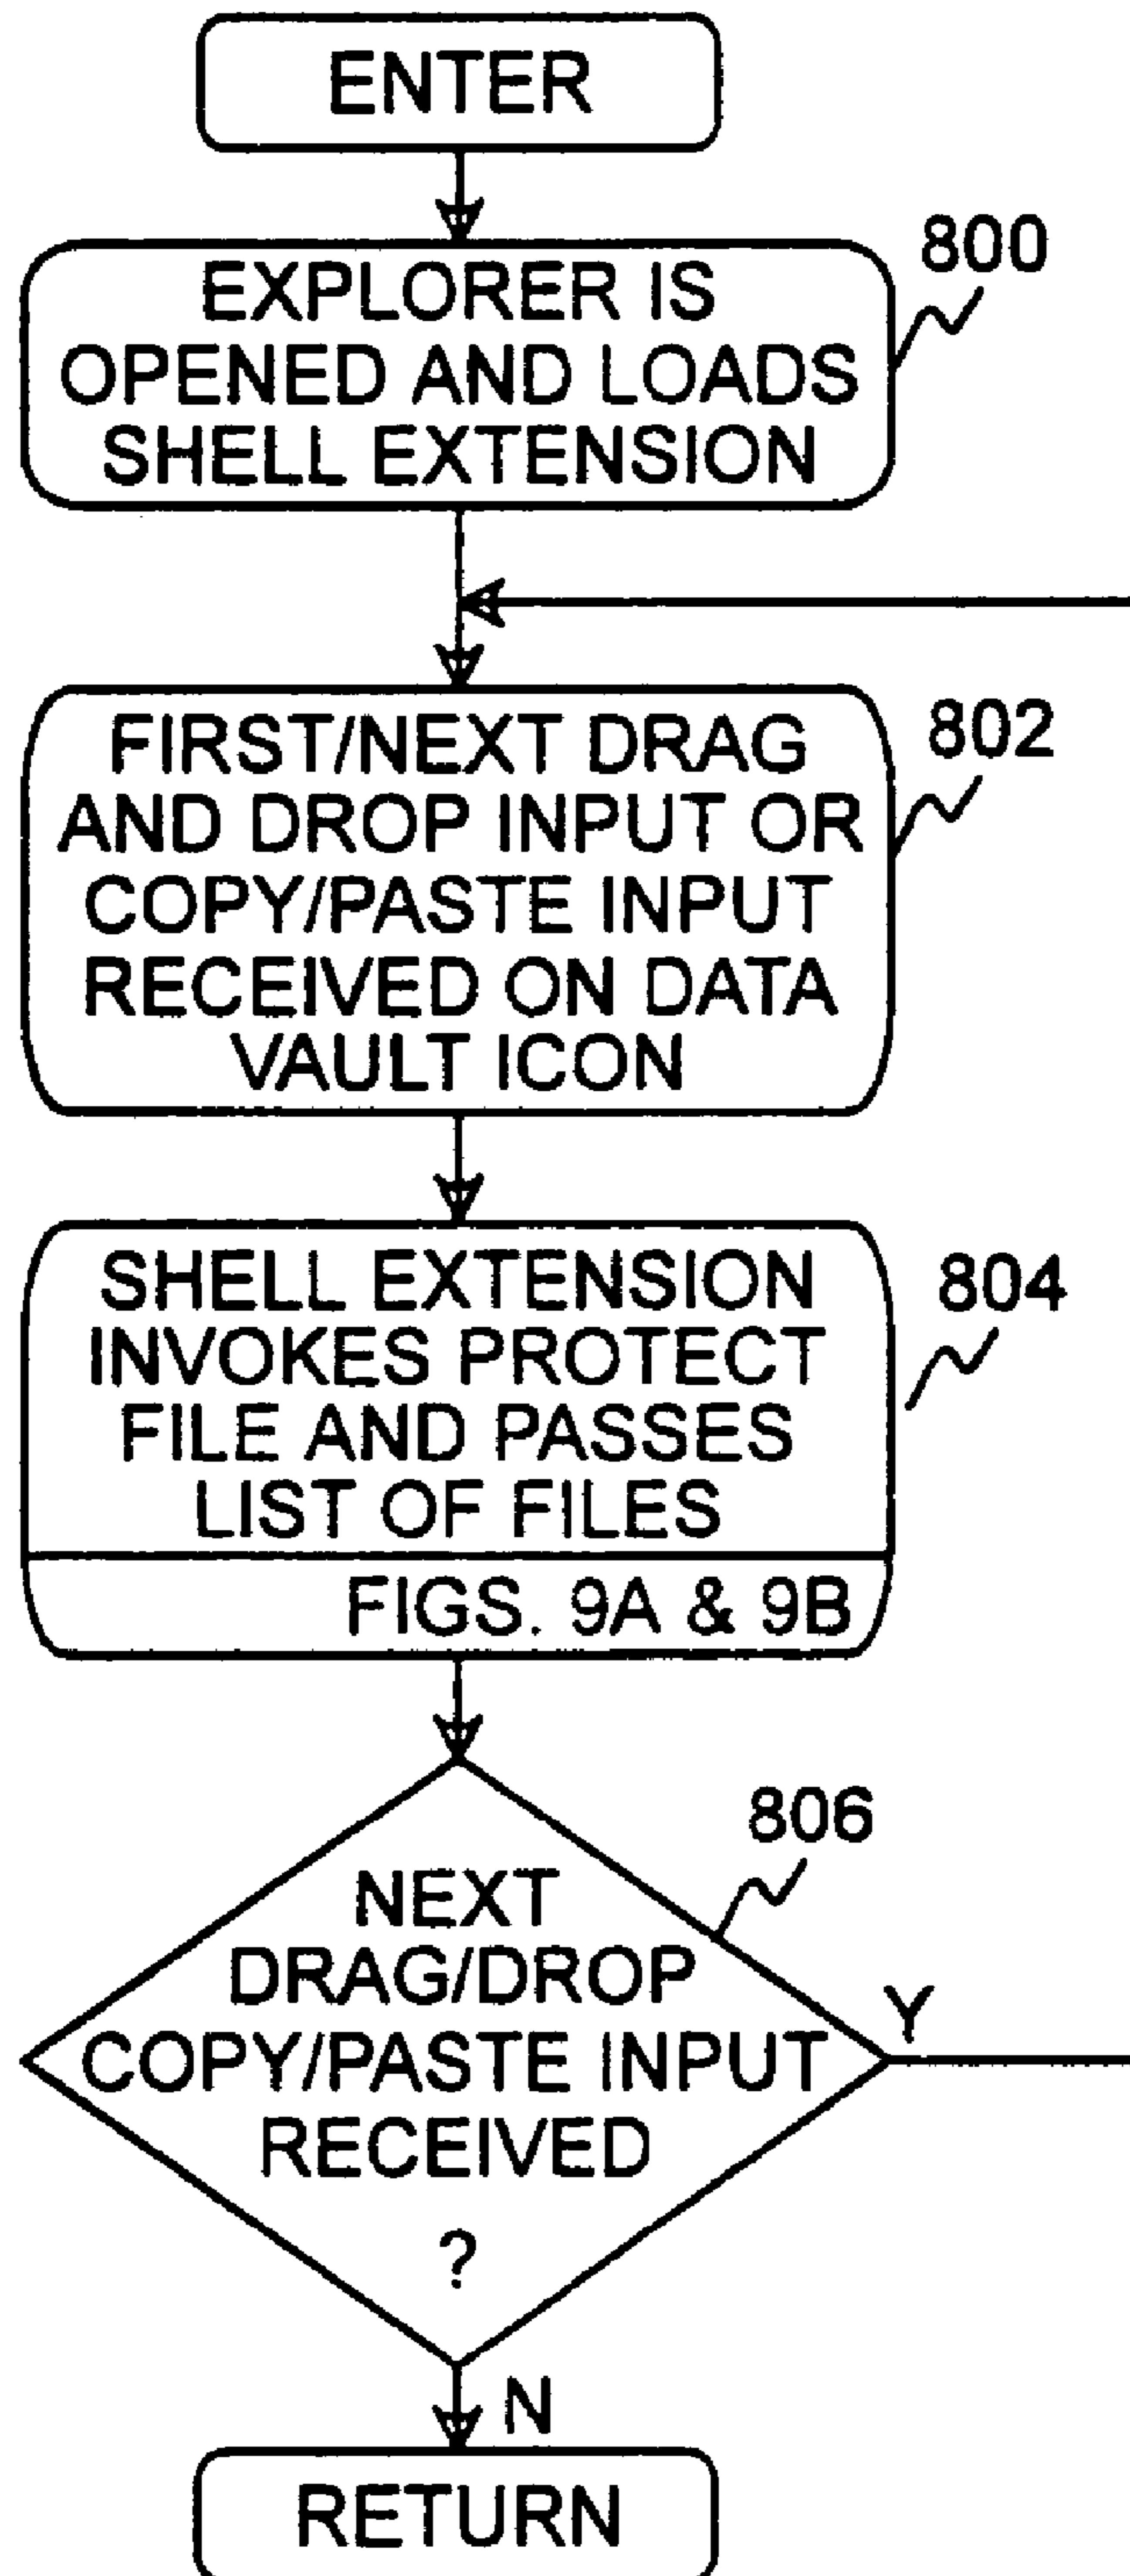 ENTER
800
EXPLORER IS
OPENED AND LOADS
SHELL EXTENSION
802
FIRST/NEXT DRAG
AND DROP INPUT OR
COPY/PASTE INPUT
RECEIVED ON DATA
VAULT ICON
804
SHELL EXTENSION
INVOKES PROTECT
FILE AND PASSES
LIST OF FILES
FIGS. 9A & 9B
806
NEXT
DRAG/DROP
COPY/PASTE INPUT
RECEIVED
?
Y
N
RETURN